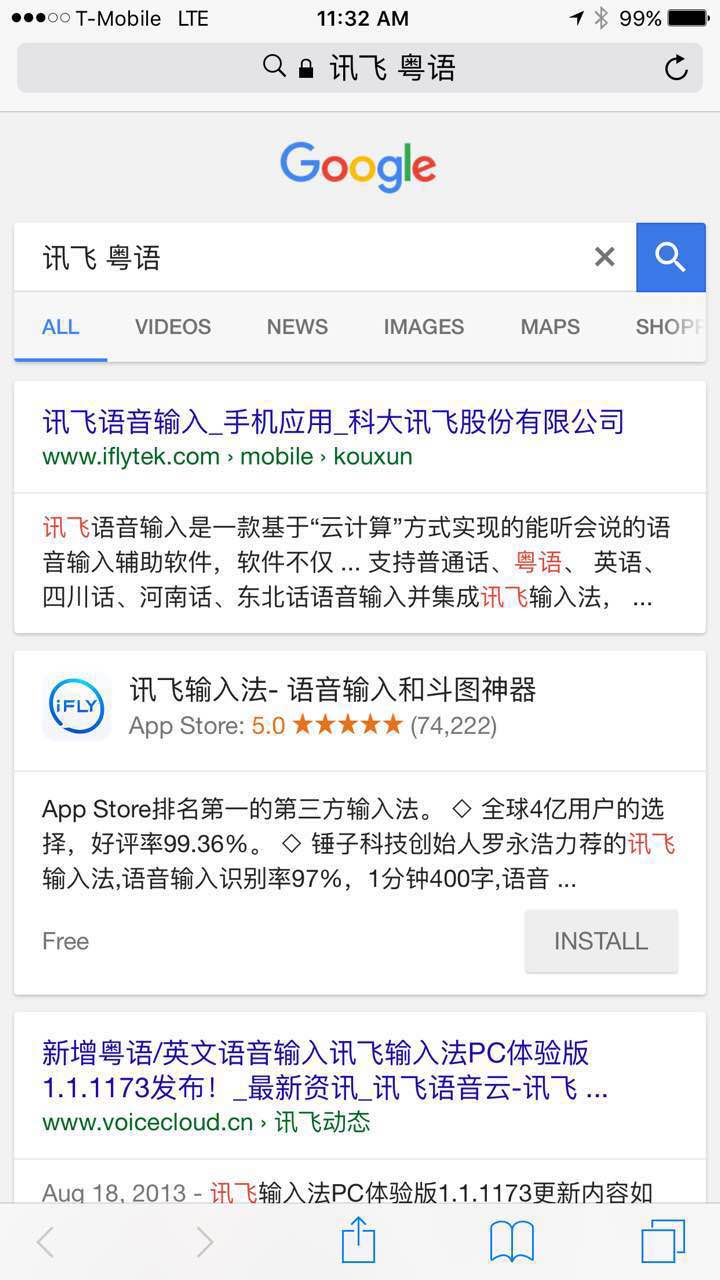 T-Mobile LTE 11:32 AM 99%
讯飞 粤语
Google
讯飞 粤语
ALL VIDEOS NEWS IMAGES MAPS SHOPP
讯飞语音输入_手机应用_科大讯飞股份有限公司
www.iflytek.com › mobile › kouxun
讯飞语音输入是一款基于“云计算”方式实现的能听会说的语
音输入辅助软件，软件不仅 ... 支持普通话、粤语、 英语、
四川话、河南话、东北话语音输入并集成讯飞输入法， ...
iFLY
讯飞输入法- 语音输入和斗图神器
App Store: 5.0 ★★★★★ (74,222)
App Store排名第一的第三方输入法。 ◇ 全球4亿用户的选
择，好评率99.36%。 ◇ 锤子科技创始人罗永浩力荐的讯飞
输入法,语音输入识别率97%，1分钟400字,语音 ...
Free INSTALL
新增粤语/英文语音输入讯飞输入法PC体验版
1.1.1173发布！_最新资讯_讯飞语音云-讯飞 ...
www.voicecloud.cn › 讯飞动态
Aug 18, 2013 - 讯飞输入法PC体验版1.1.1173更新内容如